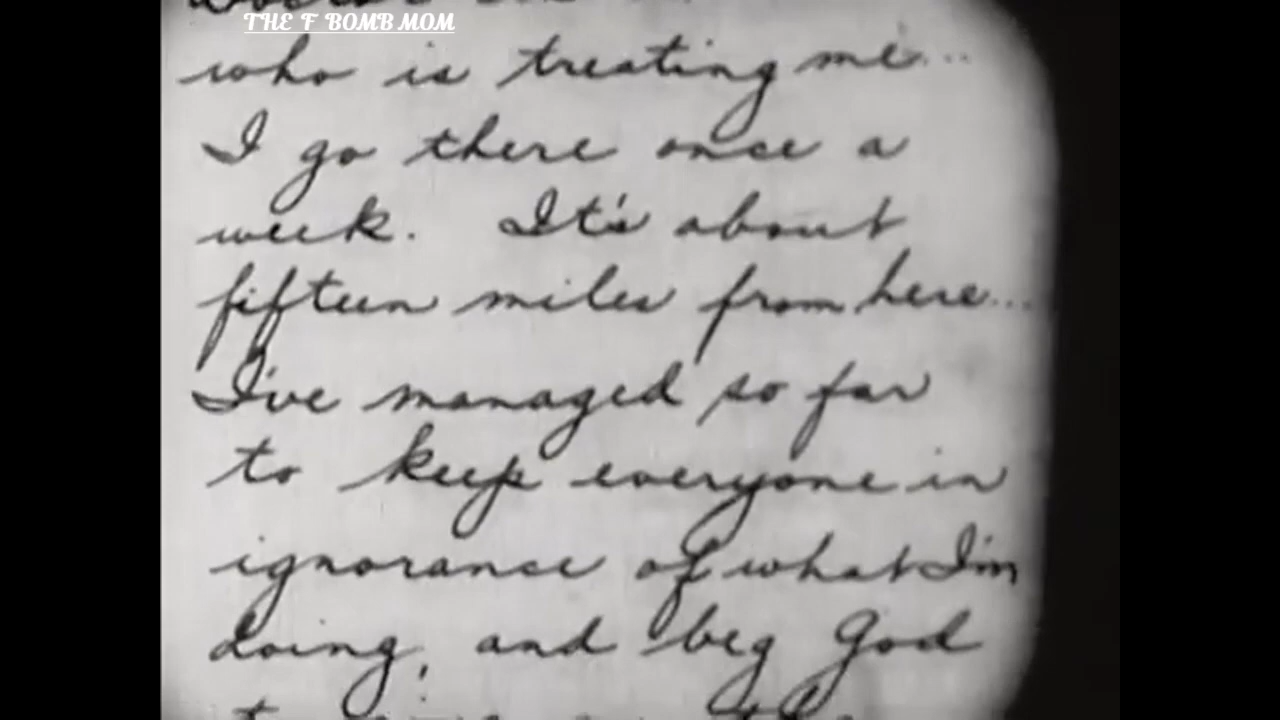 THE F BOMB MOM
who is treating me...
I go there once a
week. It's about
fifteen miles from here...
I've managed so far
to keep everyone in
ignorance of what I'm
doing, and beg God